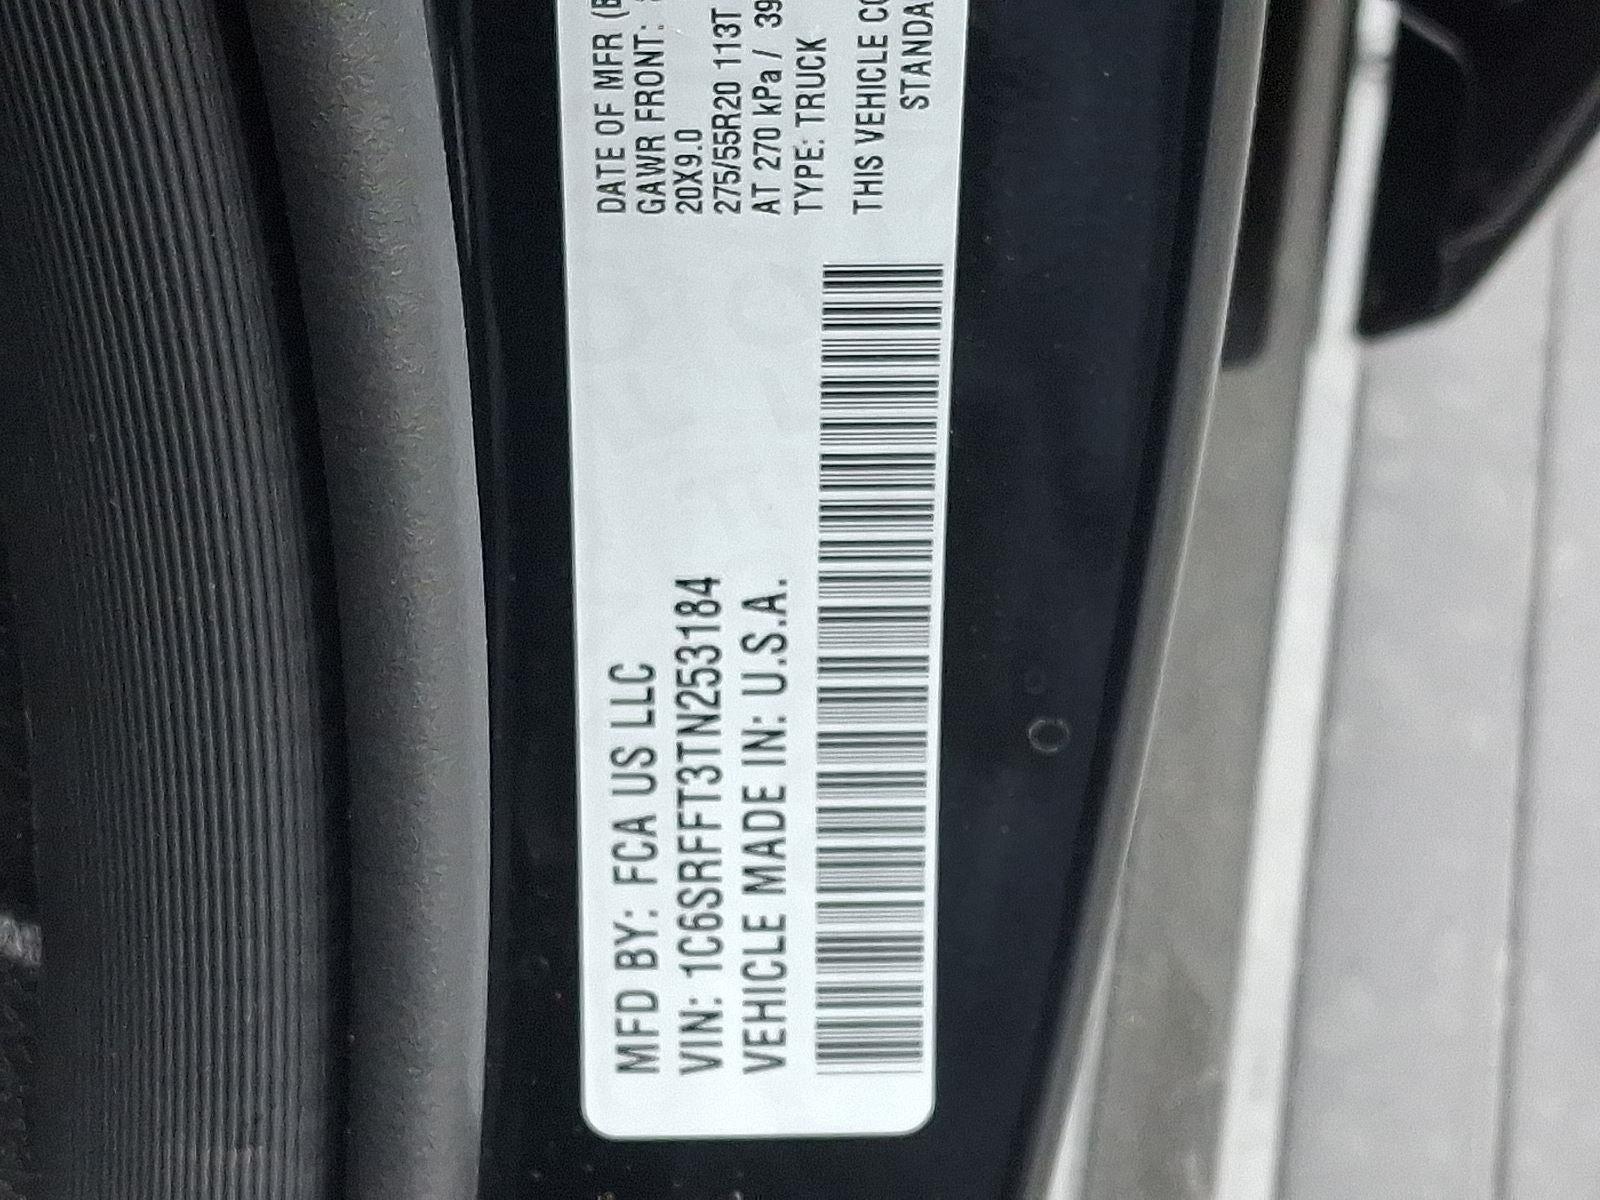 MFD BY: FCA US LLC
VIN: 1C6SRFFT3TN253184
VEHICLE MADE IN: U.S.A.
DATE OF MFR
GAWR FRONT:
20X9.0
275/55R20 113T
AT 270 kPa / 39
TYPE: TRUCK
THIS VEHICLE
STANDA